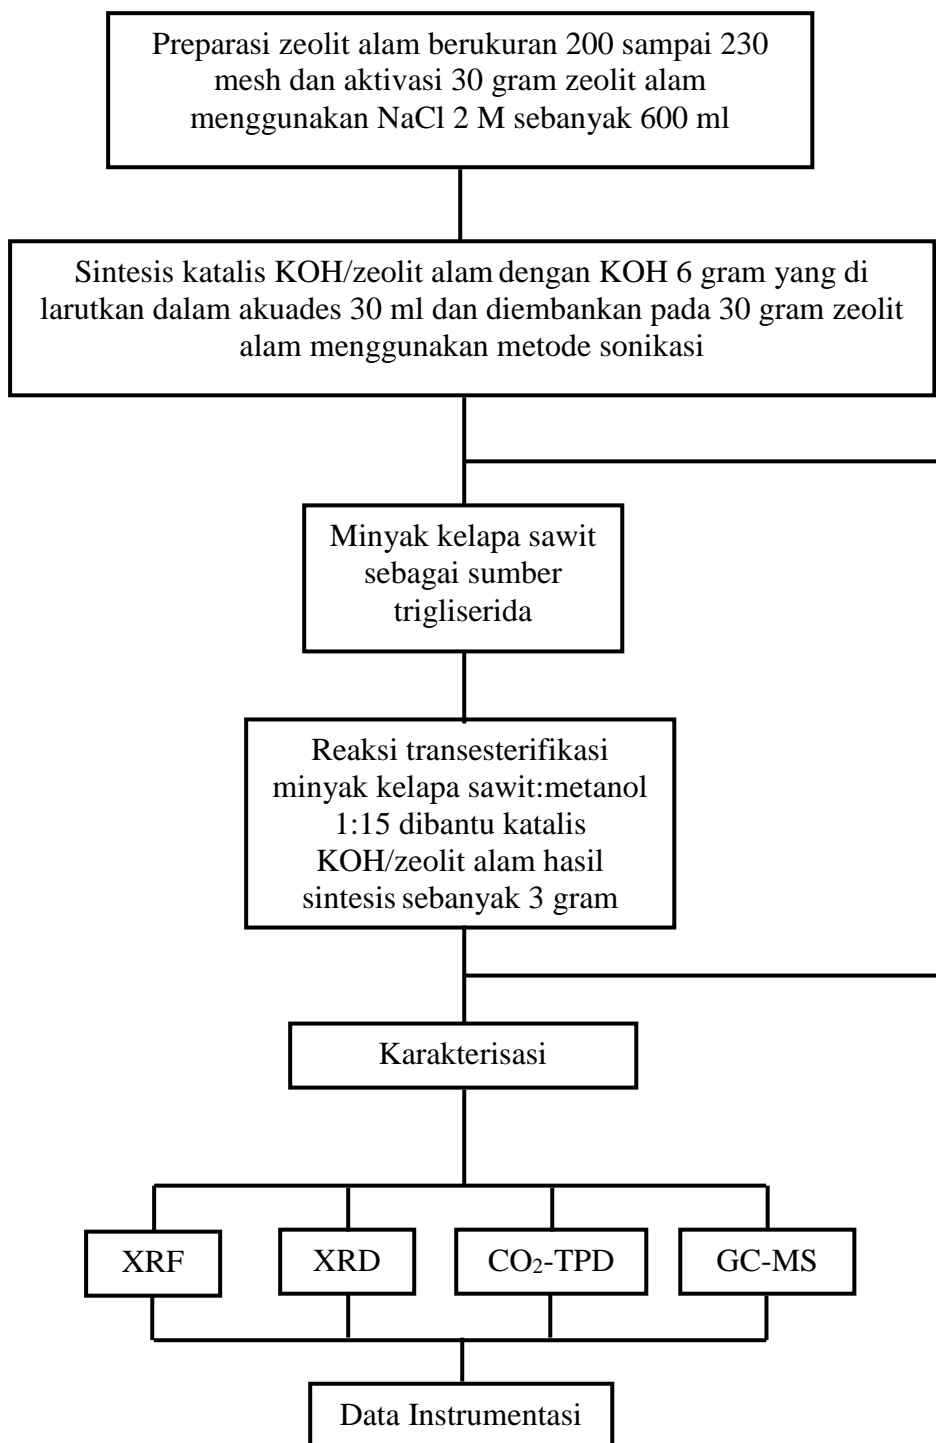 Preparasi zeolit alam berukuran 200 sampai 230
mesh dan aktivasi 30 gram zeolit alam
menggunakan NaCl 2 M sebanyak 600 ml
Sintesis katalis KOH/zeolit alam dengan KOH 6 gram yang di
larutkan dalam akuades 30 ml dan diembankan pada 30 gram zeolit
alam menggunakan metode sonikasi
Minyak kelapa sawit
sebagai sumber
trigliserida
Reaksi transesterifikasi
minyak kelapa sawit:metanol
1:15 dibantu katalis
KOH/zeolit alam hasil
sintesis sebanyak 3 gram
Karakterisasi
XRF
XRD
CO₂-TPD
GC-MS
Data Instrumentasi